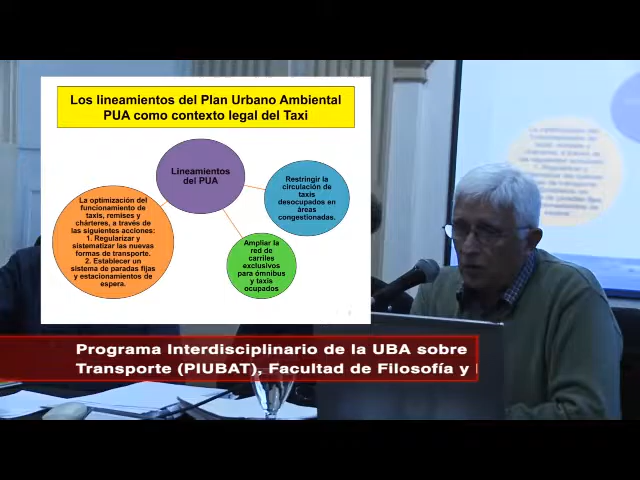 Los lineamientos del Plan Urbano Ambiental
PUA como contexto legal del Taxi
Lineamientos
del PUA
Restringir la
circulación de
taxis
desocupados en
áreas
congestionadas.
La optimización del
funcionamiento de
taxis, remises y
chárteres, a través de
las siguientes acciones:
1. Regularizar y
sistematizar las nuevas
formas de transporte.
2. Establecer un
sistema de paradas fijas
y estacionamientos de
espera.
Ampliar la
red de
carriles
exclusivos
para ómnibus
y taxis
ocupados
Programa Interdisciplinario de la UBA sobre
Transporte (PIUBAT), Facultad de Filosofía y